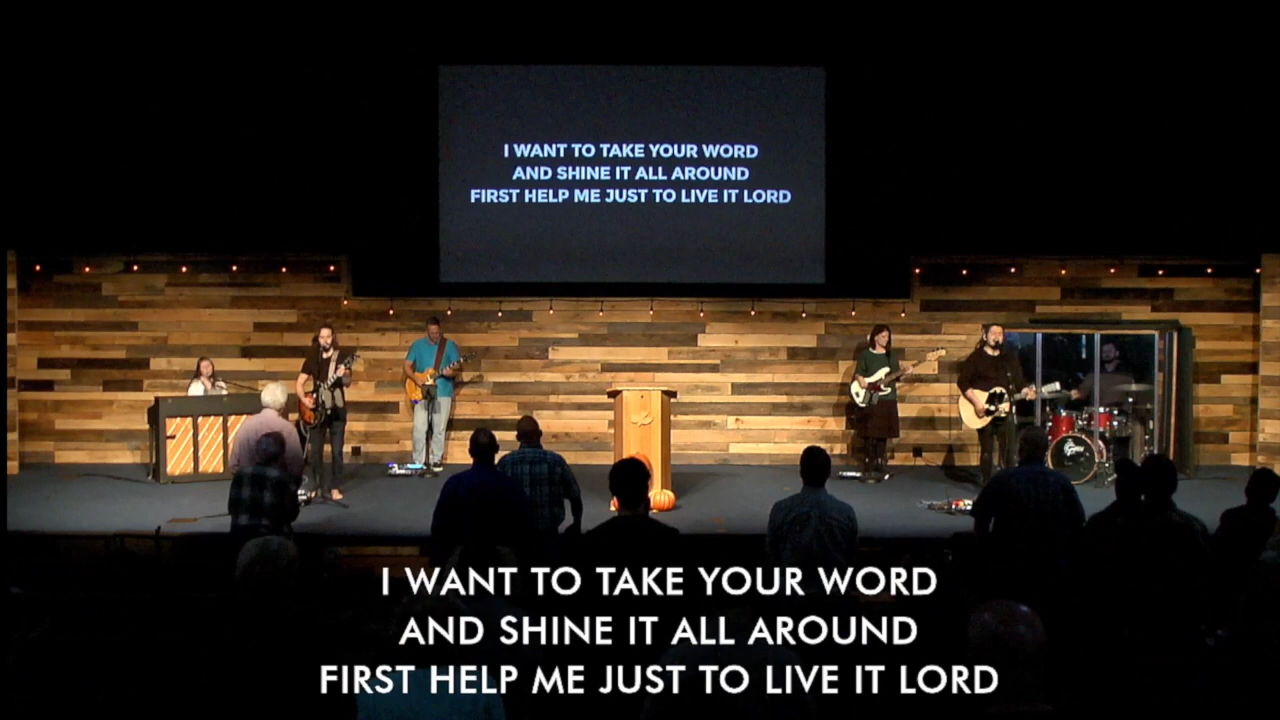 I WANT TO TAKE YOUR WORD
AND SHINE IT ALL AROUND
FIRST HELP ME JUST TO LIVE IT LORD
I WANT TO TAKE YOUR WORD
AND SHINE IT ALL AROUND
FIRST HELP ME JUST TO LIVE IT LORD